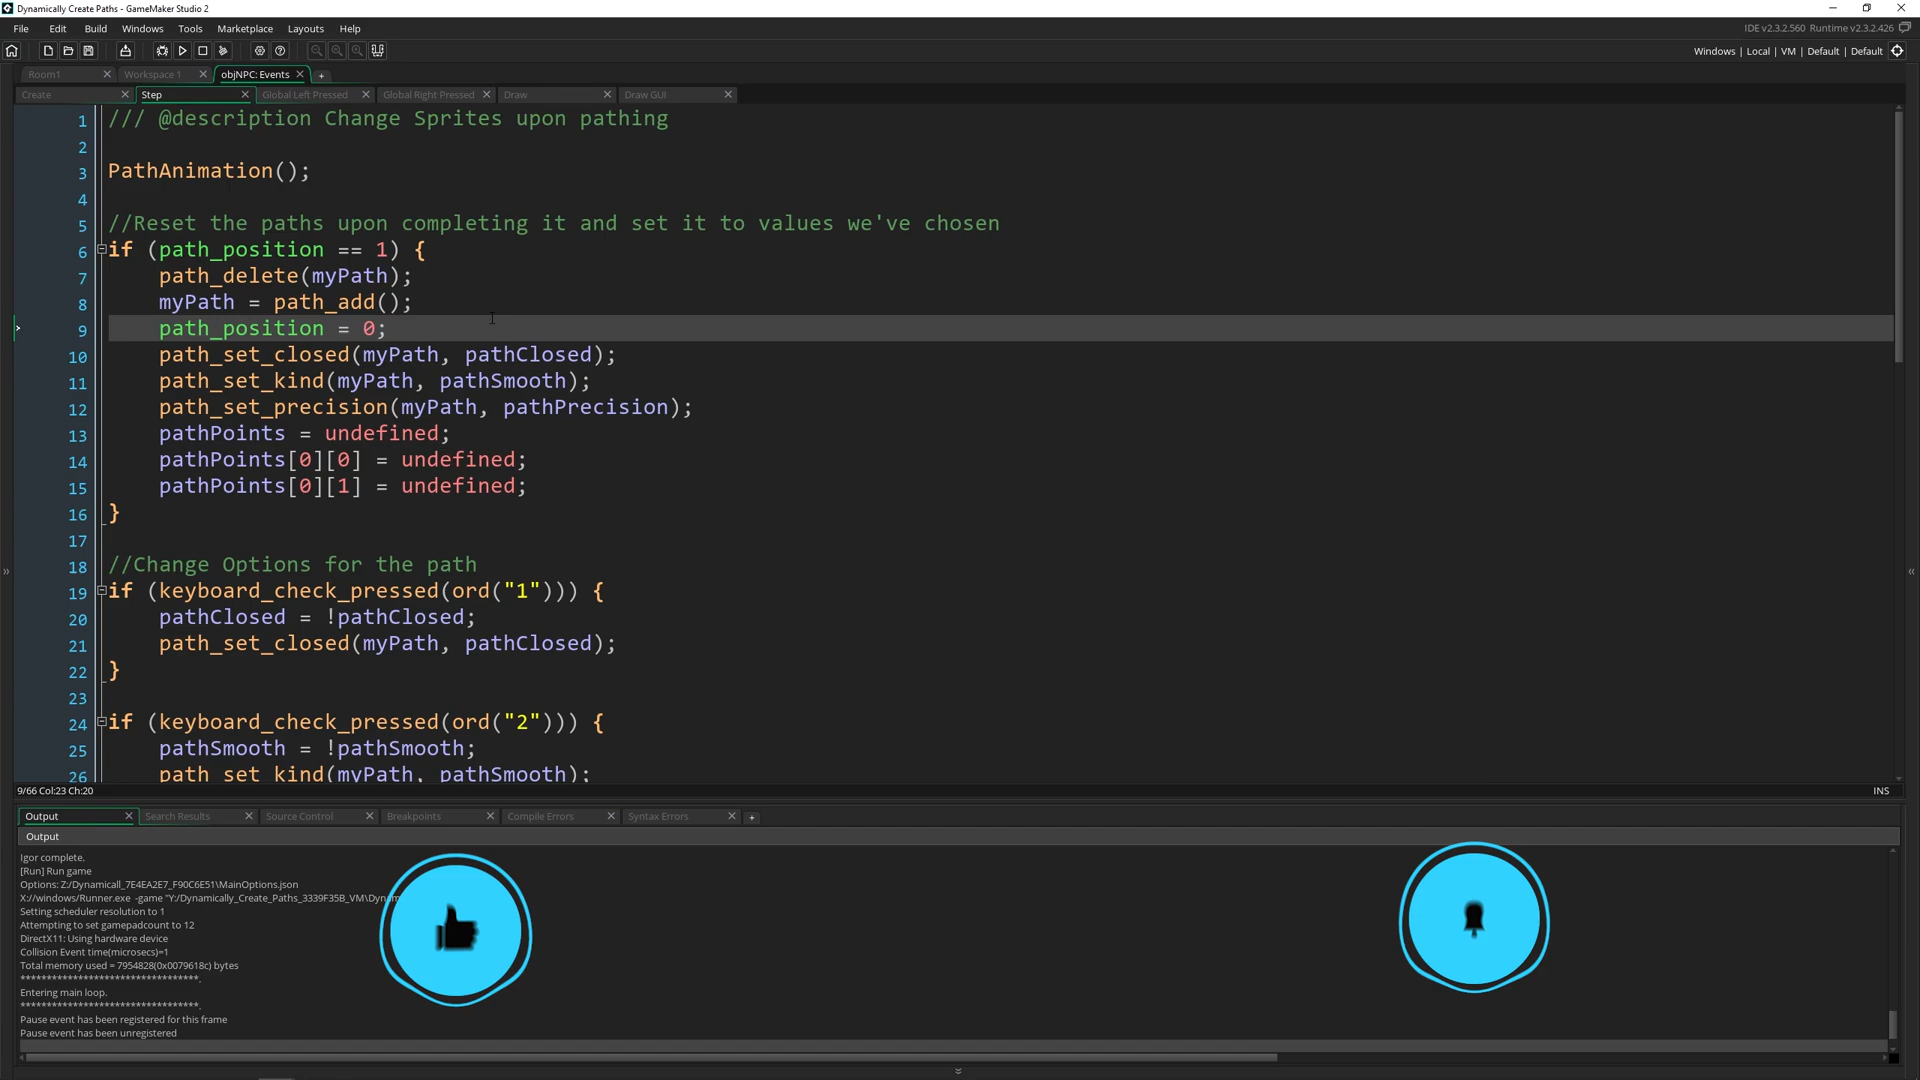 Dynamically Create Paths - GameMaker Studio 2
File Edit Build Windows Tools Marketplace Layouts Help
IDE v2.3.2.560 Runtime v2.3.2.426
Windows | Local | VM | Default | Default
Room1 Workspace 1 objNPC: Events
Create Step Global Left Pressed Global Right Pressed Draw Draw GUI
1 /// @description Change Sprites upon pathing
2
3 PathAnimation();
4
5 //Reset the paths upon completing it and set it to values we've chosen
6 if (path_position == 1) {
7 path_delete(myPath);
8 myPath = path_add();
9 path_position = 0;
10 path_set_closed(myPath, pathClosed);
11 path_set_kind(myPath, pathSmooth);
12 path_set_precision(myPath, pathPrecision);
13 pathPoints = undefined;
14 pathPoints[0][0] = undefined;
15 pathPoints[0][1] = undefined;
16 }
17
18 //Change Options for the path
19 if (keyboard_check_pressed(ord("1"))) {
20 pathClosed = !pathClosed;
21 path_set_closed(myPath, pathClosed);
22 }
23
24 if (keyboard_check_pressed(ord("2"))) {
25 pathSmooth = !pathSmooth;
26 path_set_kind(myPath, pathSmooth);
9/66 Col:23 Ch:20 INS
Output Search Results Source Control Breakpoints Compile Errors Syntax Errors
Output
Igor complete.
[Run] Run game
Options: Z:/Dynamicall_7E4EA2E7_F90C6E51\MainOptions.json
X://windows/Runner.exe -game "Y:/Dynamically_Create_Paths_3339F35B_VM\Dynam
Setting scheduler resolution to 1
Attempting to set gamepadcount to 12
DirectX11: Using hardware device
Collision Event time(microsecs)=1
Total memory used = 7954828(0x0079618c) bytes
**********************************.
Entering main loop.
**********************************.
Pause event has been registered for this frame
Pause event has been unregistered